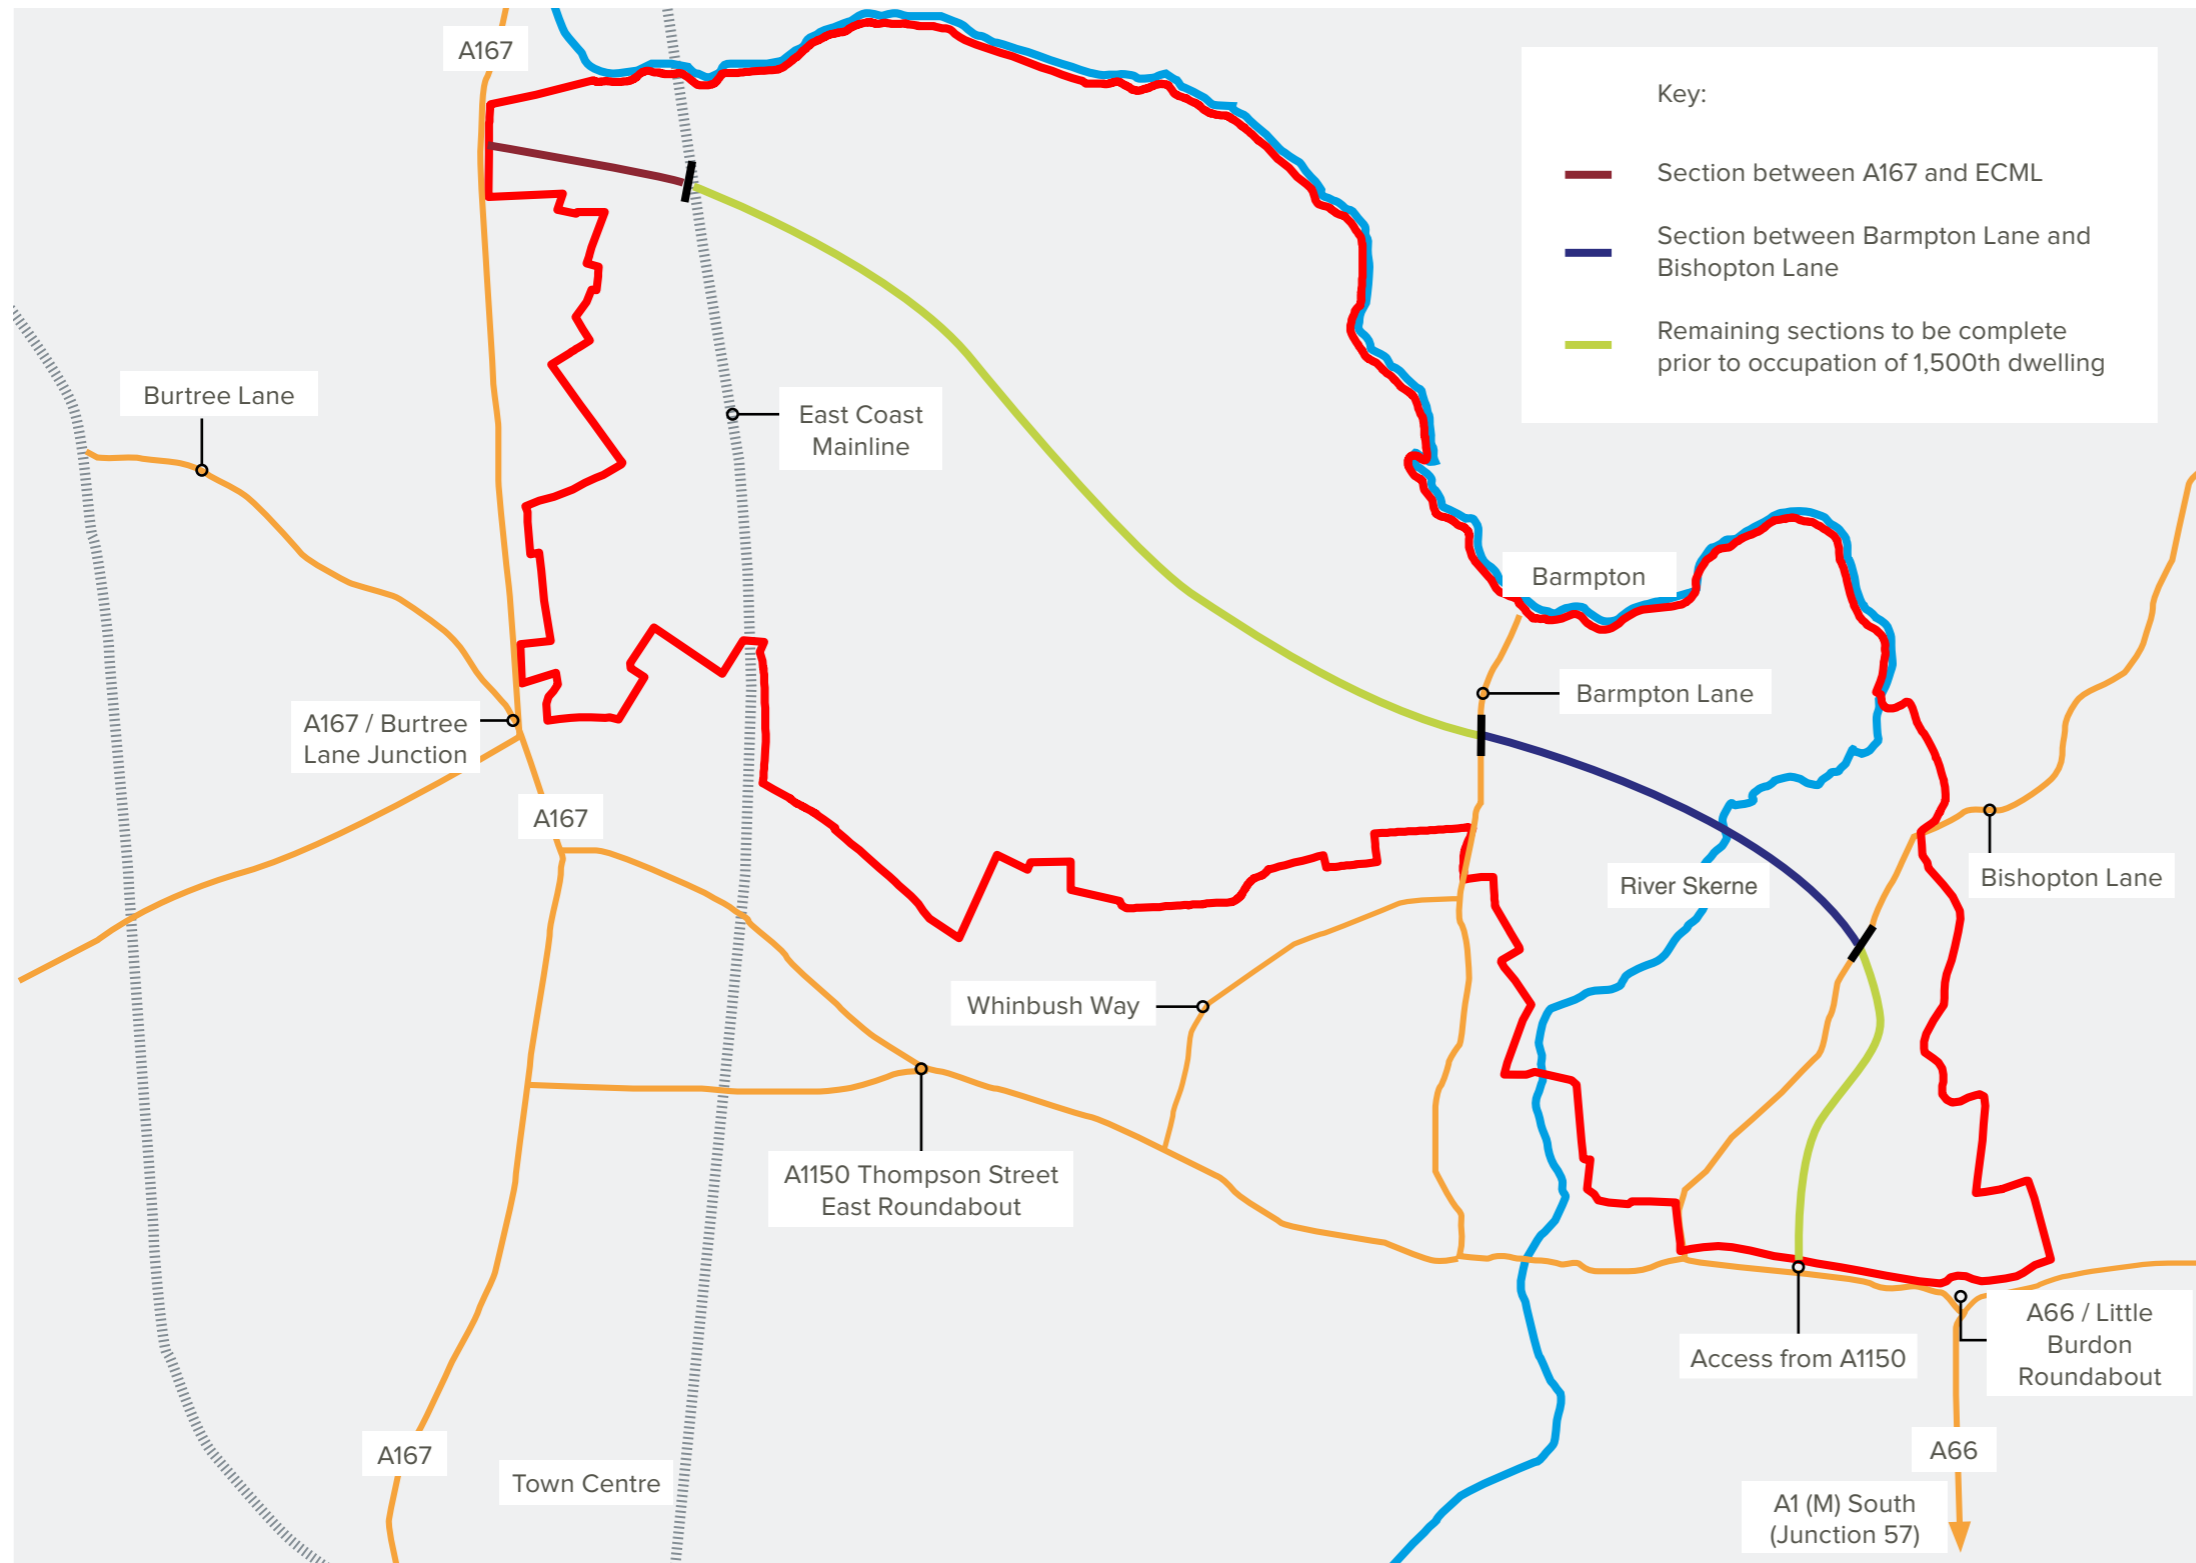 A167
Key:
Section between A167 and ECML
Section between Barmpton Lane and
Bishopton Lane
Remaining sections to be complete
prior to occupation of 1,500th dwelling
Burtree Lane
East Coast
Mainline
Barmpton
Barmpton Lane
A167 / Burtree
Lane Junction
A167
River Skerne
Bishopton Lane
Whinbush Way
A1150 Thompson Street
East Roundabout
Access from A1150
A66 / Little
Burdon
Roundabout
A167
Town Centre
A66
A1 (M) South
(Junction 57)